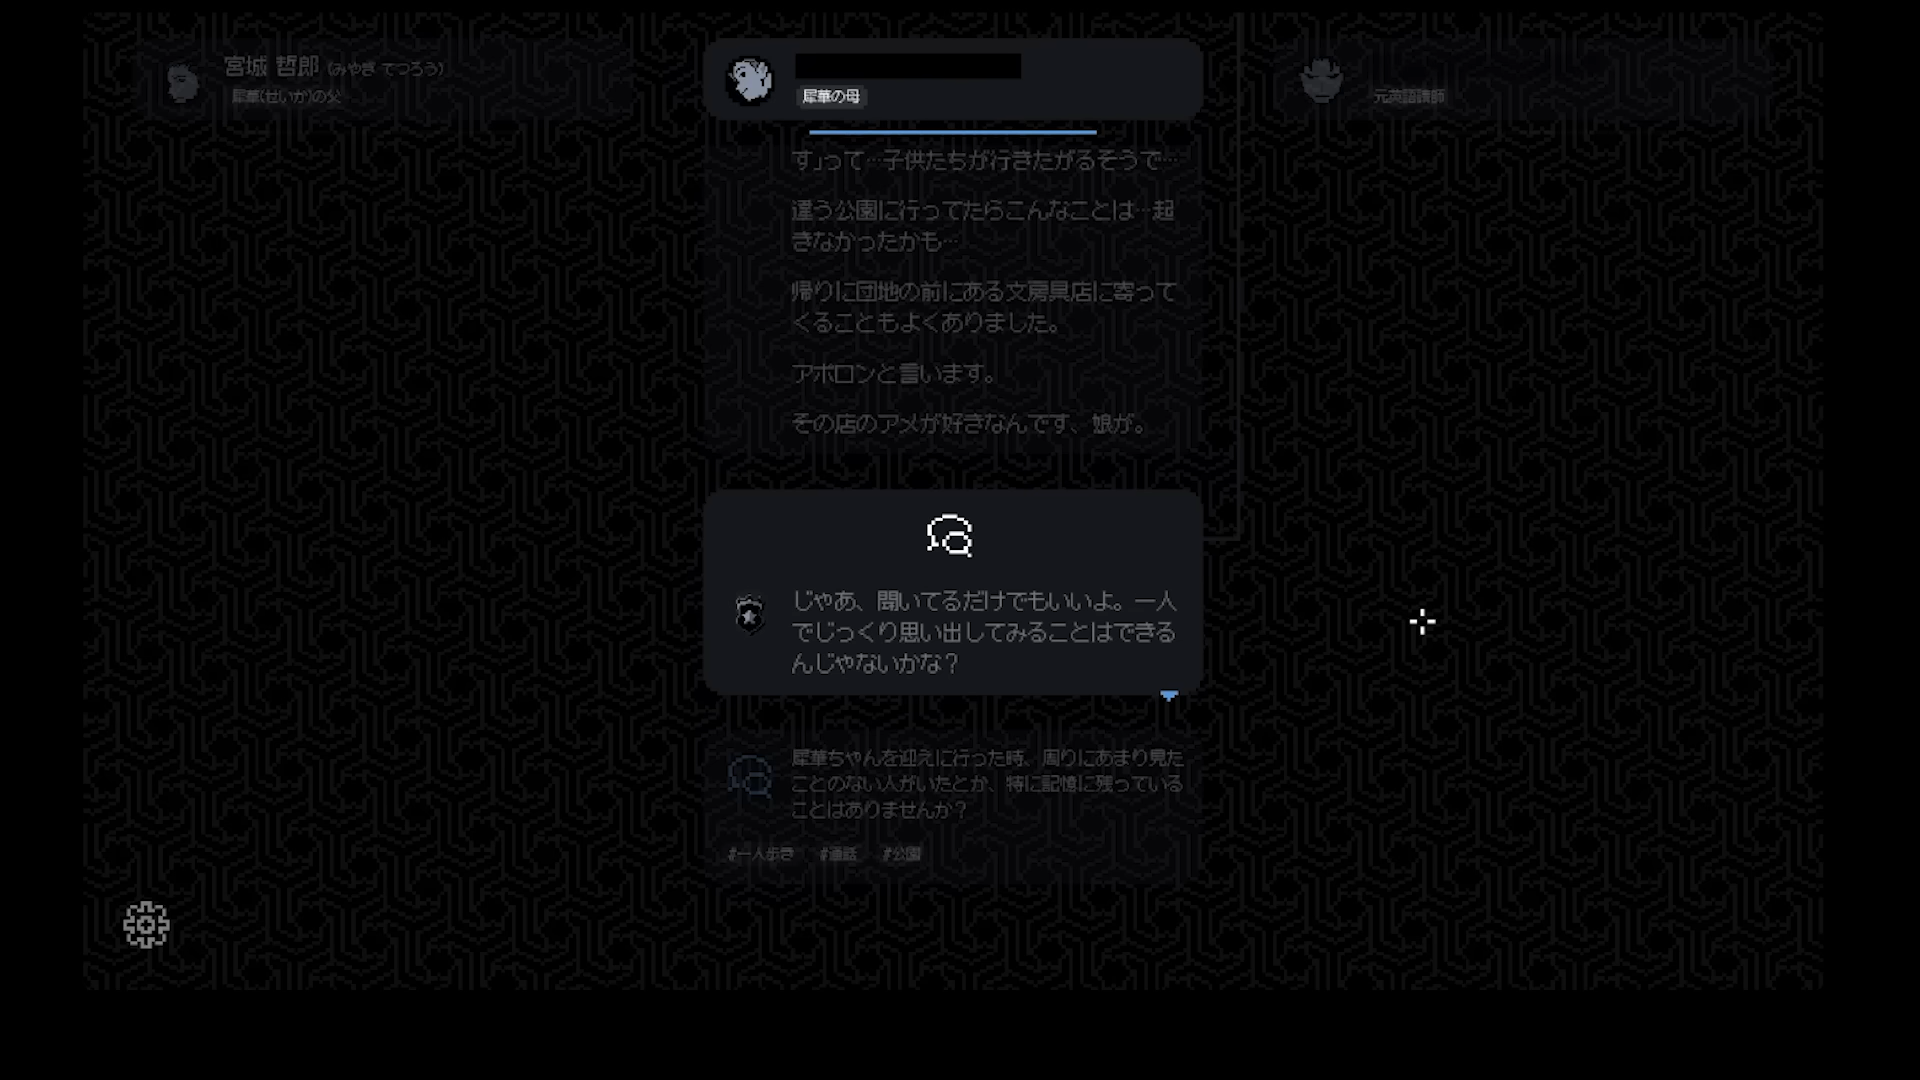 宮城 哲郎 (みやぎ てつろう)
犀華(せいか)の父
犀華の母
元英語講師
す」って…子供たちが行きたがるそうで…
違う公園に行ってたらこんなことは…起
きなかったかも…
帰りに団地の前にある文房具店に寄って
くることもよくありました。
アポロンと言います。
その店のアメが好きなんです、娘が。
じゃあ、聞いてるだけでもいいよ。一人
でじっくり思い出してみることはできる
んじゃないかな？
犀華ちゃんを迎えに行った時、周りにあまり見た
ことのない人がいたとか、特に記憶に残っている
ことはありませんか？
#一人歩き #通話 #公園